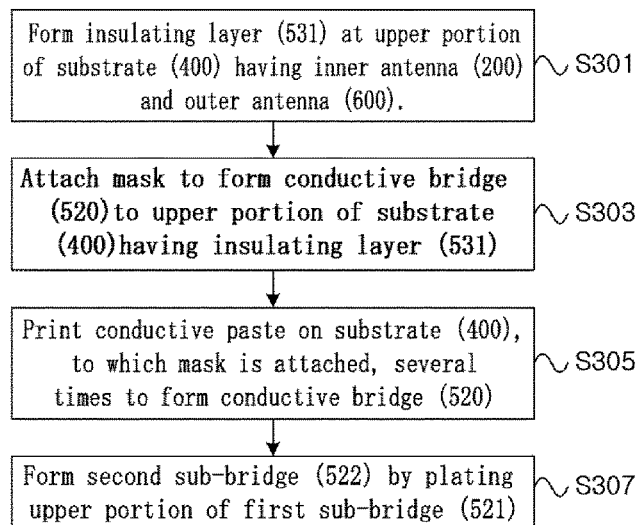 Form insulating layer (531) at upper portion
of substrate (400) having inner antenna (200)
and outer antenna (600).
S301
Attach mask to form conductive bridge
(520)to upper portion of substrate
(400)having insulating layer (531)
S303
Print conductive paste on substrate (400),
to which mask is attached, several
times to form conductive bridge (520)
S305
Form second sub-bridge (522) by plating
upper portion of first sub-bridge (521)
S307